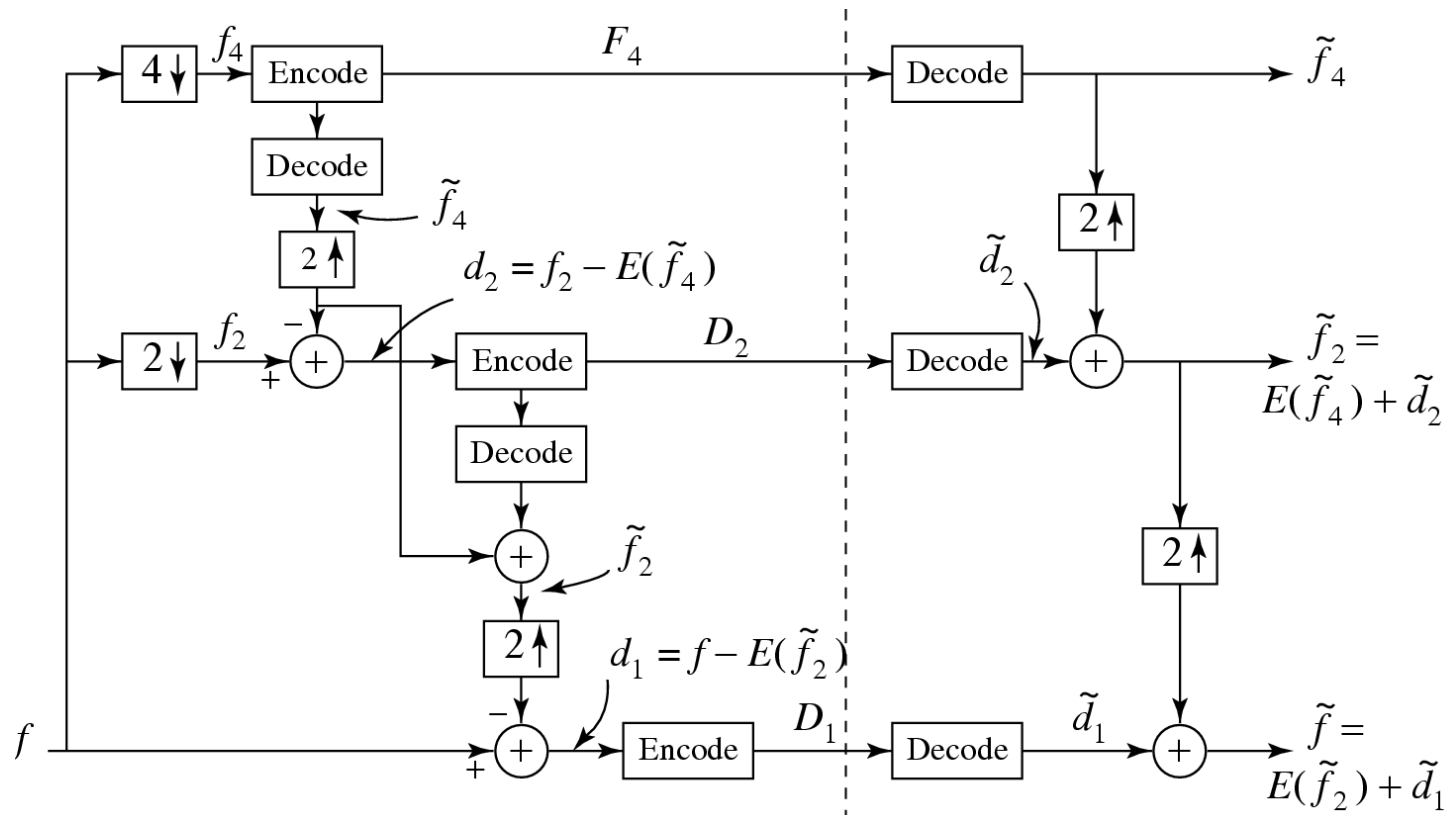 4↓ f₄ Encode F₄ Decode f̃₄
Decode
f̃₄
2↑ d₂ = f₂ − E(f̃₄) d̃₂ 2↑
−
2↓ f₂ + + Encode D₂ Decode + f̃₂ =
E(f̃₄) + d̃₂
Decode
+ f̃₂ 2↑
2↑ d₁ = f − E(f̃₂)
−
f + + Encode D₁ Decode d̃₁ + f̃ =
E(f̃₂) + d̃₁